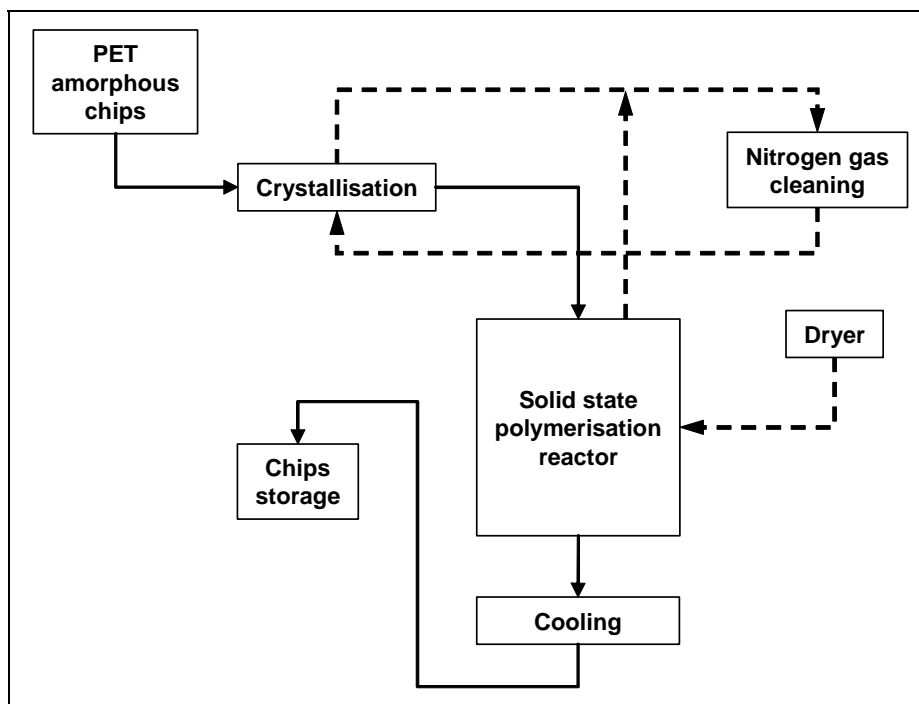 PET
amorphous
chips
Crystallisation
Nitrogen gas
cleaning
Dryer
Solid state
polymerisation
reactor
Chips
storage
Cooling